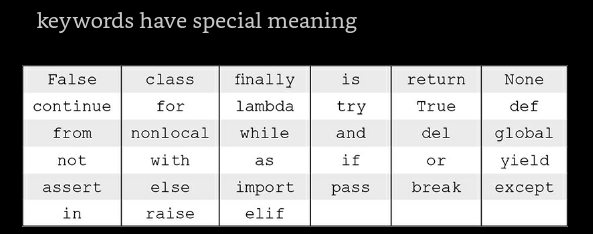 keywords have special meaning
False class finally is return None
continue for lambda try True def
from nonlocal while and del global
not with as if or yield
assert else import pass break except
in raise elif